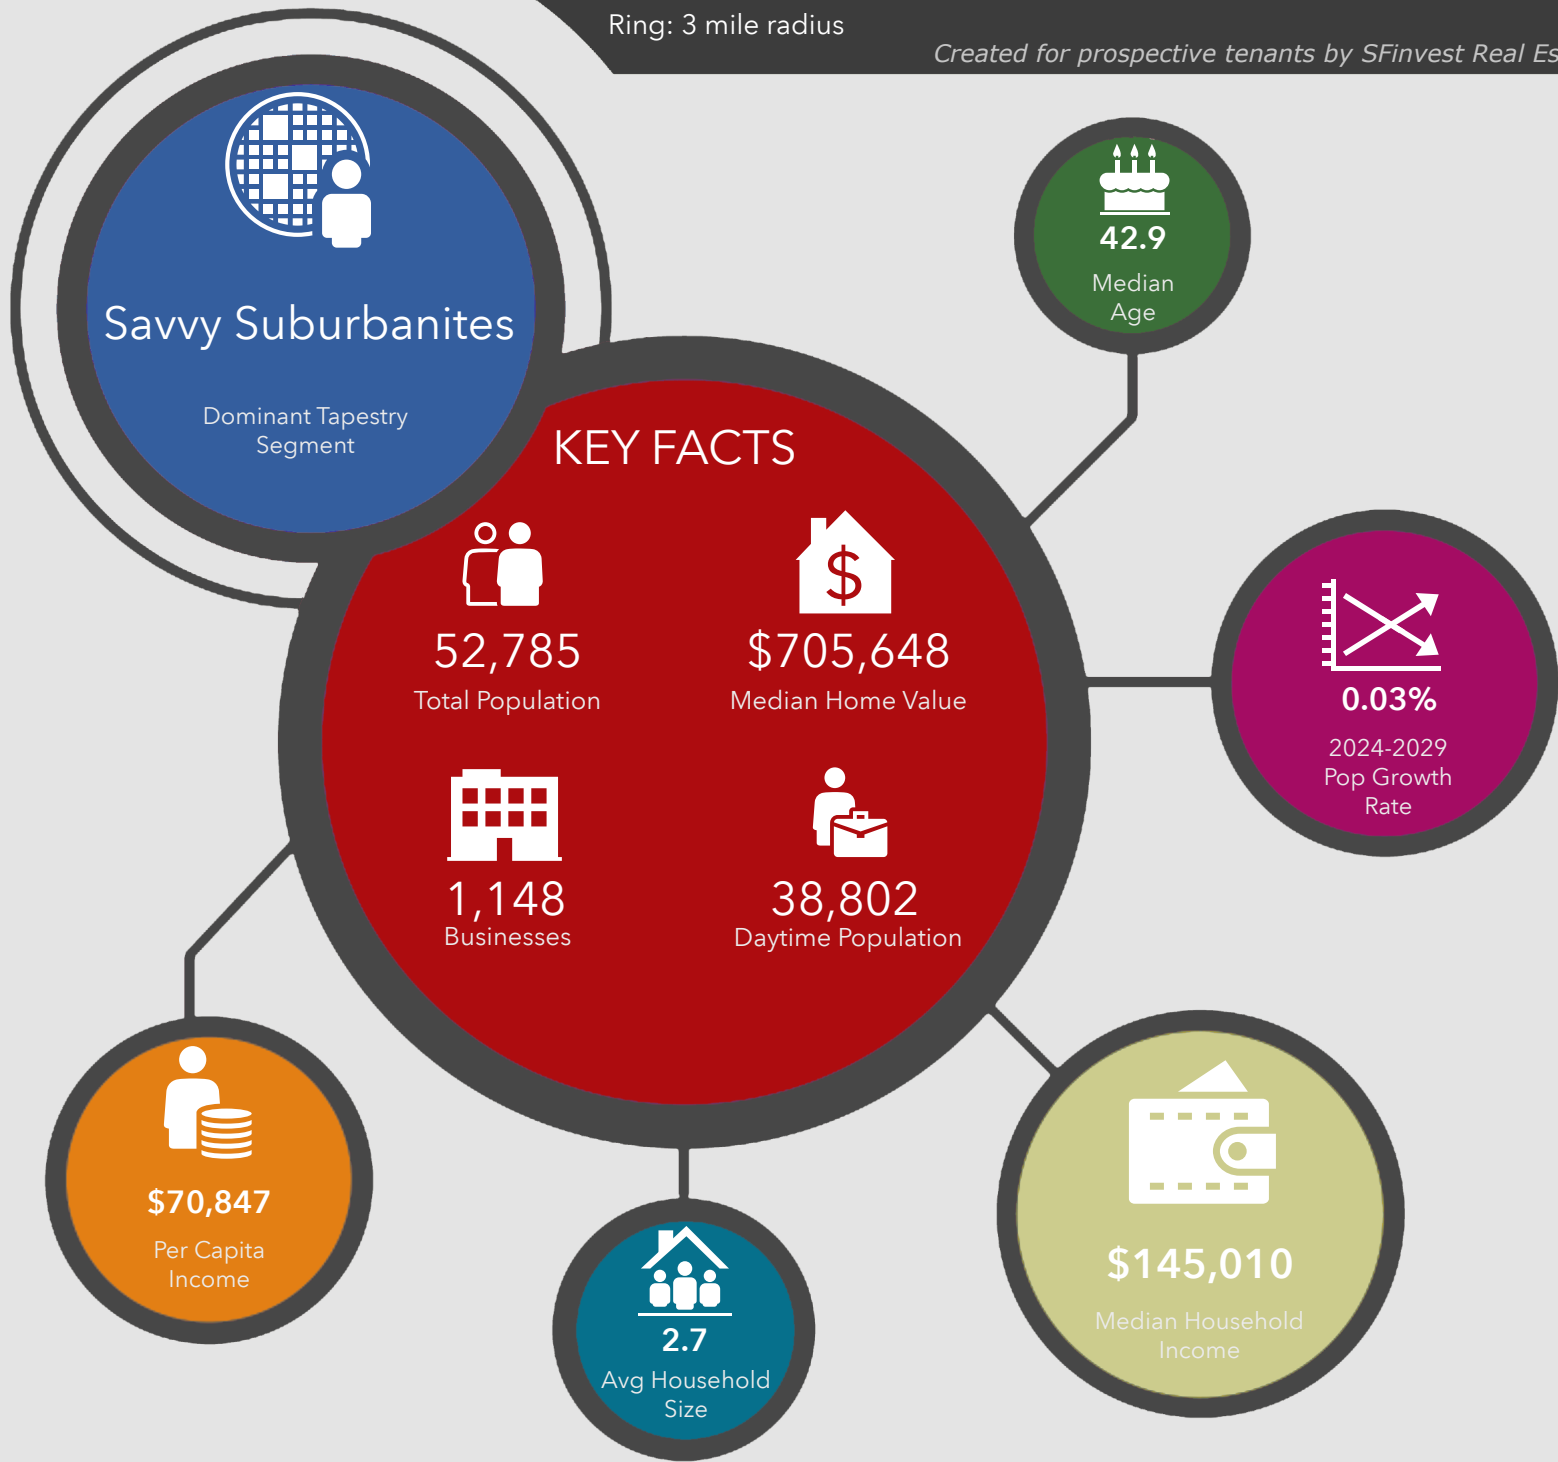 Ring: 3 mile radius
Created for prospective tenants by SFinvest Real
Savvy Suburbanites
Dominant Tapestry
Segment
KEY FACTS
52,785
Total Population
$705,648
Median Home Value
1,148
Businesses
38,802
Daytime Population
42.9
Median
Age
0.03%
2024-2029
Pop Growth
Rate
$70,847
Per Capita
Income
2.7
Avg Household
Size
$145,010
Median Household
Income
$